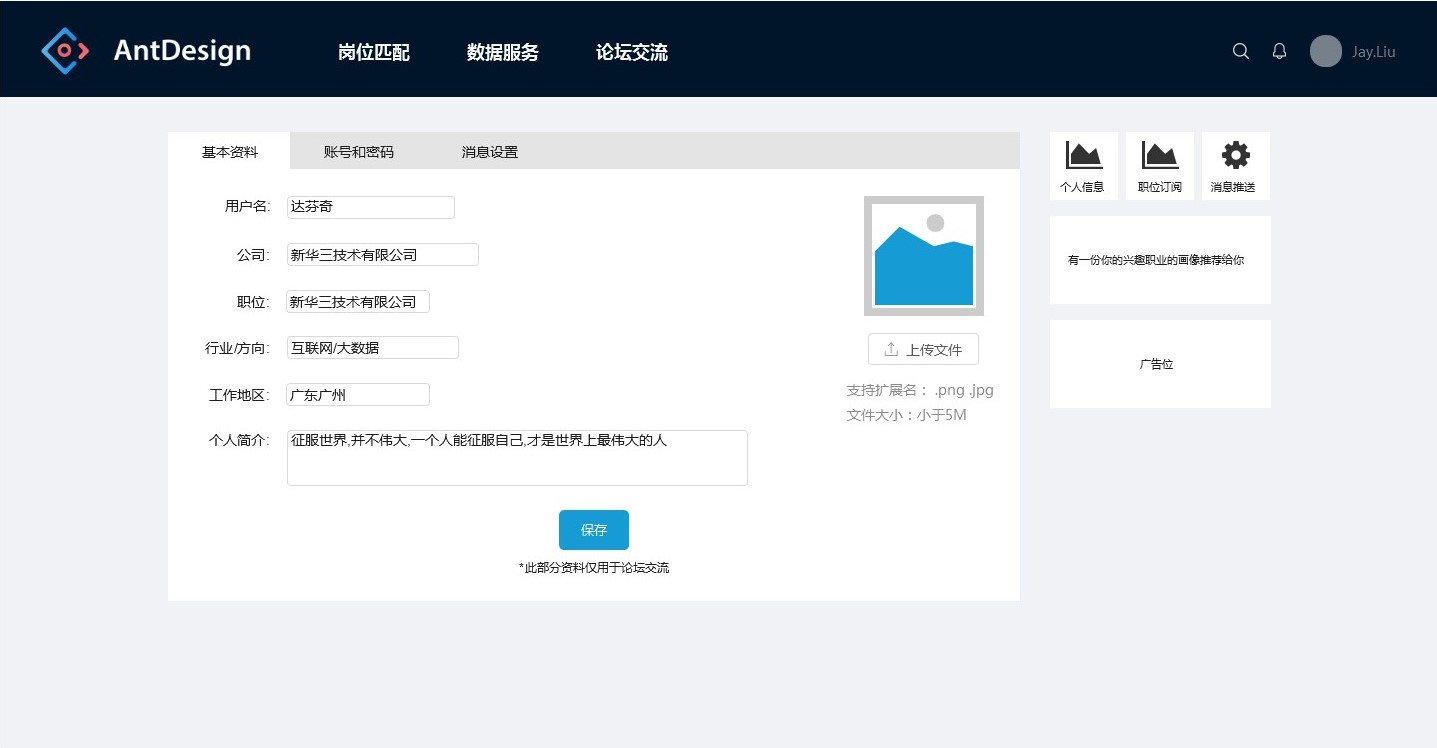 AntDesign 岗位匹配 数据服务 论坛交流 Jay.Liu
基本资料 账号和密码 消息设置
用户名: 达芬奇
公司: 新华三技术有限公司
职位: 新华三技术有限公司
行业/方向: 互联网/大数据
工作地区: 广东广州
个人简介: 征服世界,并不伟大,一个人能征服自己,才是世界上最伟大的人
上传文件
支持扩展名： .png .jpg
文件大小：小于5M
保存
*此部分资料仅用于论坛交流
个人信息 职位订阅 消息推送
有一份你的兴趣职业的画像推荐给你
广告位